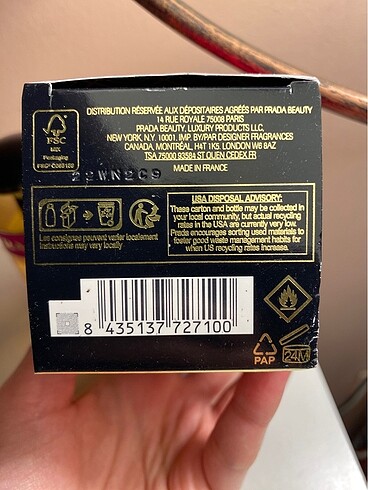 DISTRIBUTION RÉSERVÉE AUX DÉPOSITAIRES AGRÉÉS PAR PRADA BEAUTY
14 RUE ROYALE 75008 PARIS
PRADA BEAUTY, LUXURY PRODUCTS LLC,
NEW YORK, N.Y. 10001. IMP. BY/PAR DESIGNER FRAGRANCES
CANADA, MONTRÉAL, H4T 1K5. LONDON W6 8AZ
TSA 75000 93584 ST OUEN CEDEX FR
MADE IN FRANCE
FSC
MIX
Packaging
22WN2C9
Les consignes peuvent varier localement
Instructions may vary locally
USA DISPOSAL ADVISORY:
These carton and bottle may be collected in
your local community, but actual recycling
rates in the USA are currently very low.
Prada encourages sorting used materials to
foster good waste management habits for
when US recycling rates increase.
8 435137 727100
PAP
24M